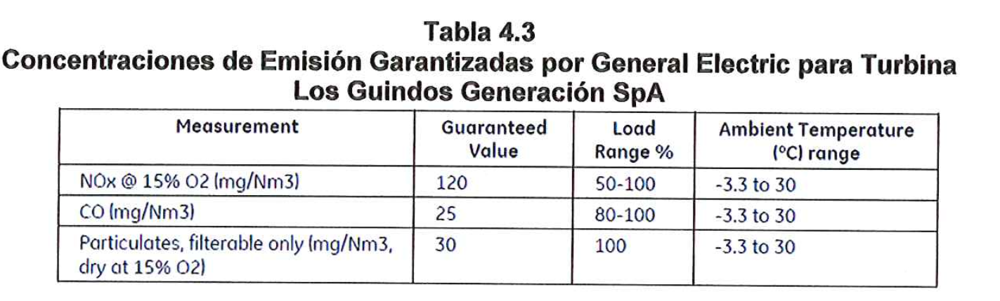 Tabla 4.3
Concentraciones de Emisión Garantizadas por General Electric para Turbina
Los Guindos Generación SpA
Measurement Guaranteed Value Load Range % Ambient Temperature (ºC) range
NOx @ 15% O2 (mg/Nm3) 120 50-100 -3.3 to 30
CO (mg/Nm3) 25 80-100 -3.3 to 30
Particulates, filterable only (mg/Nm3, dry at 15% O2) 30 100 -3.3 to 30